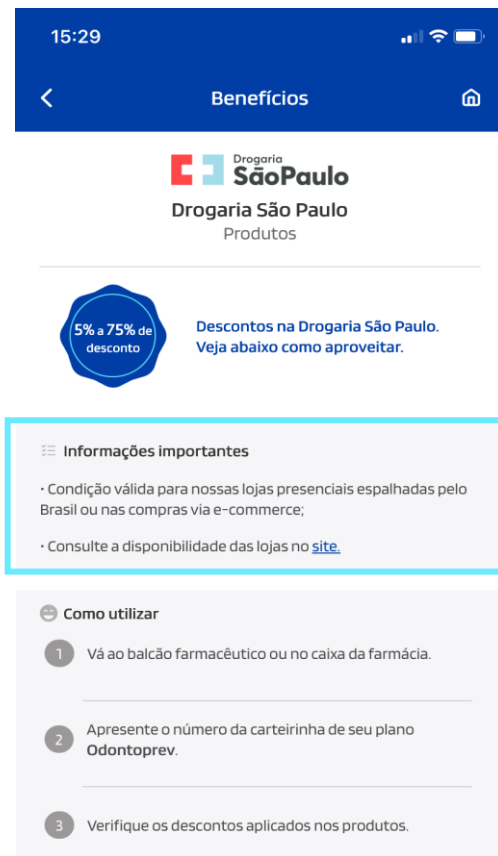 15:29
Benefícios
Drogaria
SãoPaulo
Drogaria São Paulo
Produtos
5% a 75% de
desconto
Descontos na Drogaria São Paulo.
Veja abaixo como aproveitar.
Informações importantes
• Condição válida para nossas lojas presenciais espalhadas pelo
Brasil ou nas compras via e-commerce;
• Consulte a disponibilidade das lojas no site.
Como utilizar
1 Vá ao balcão farmacêutico ou no caixa da farmácia.
2 Apresente o número da carteirinha de seu plano
Odontoprev.
3 Verifique os descontos aplicados nos produtos.